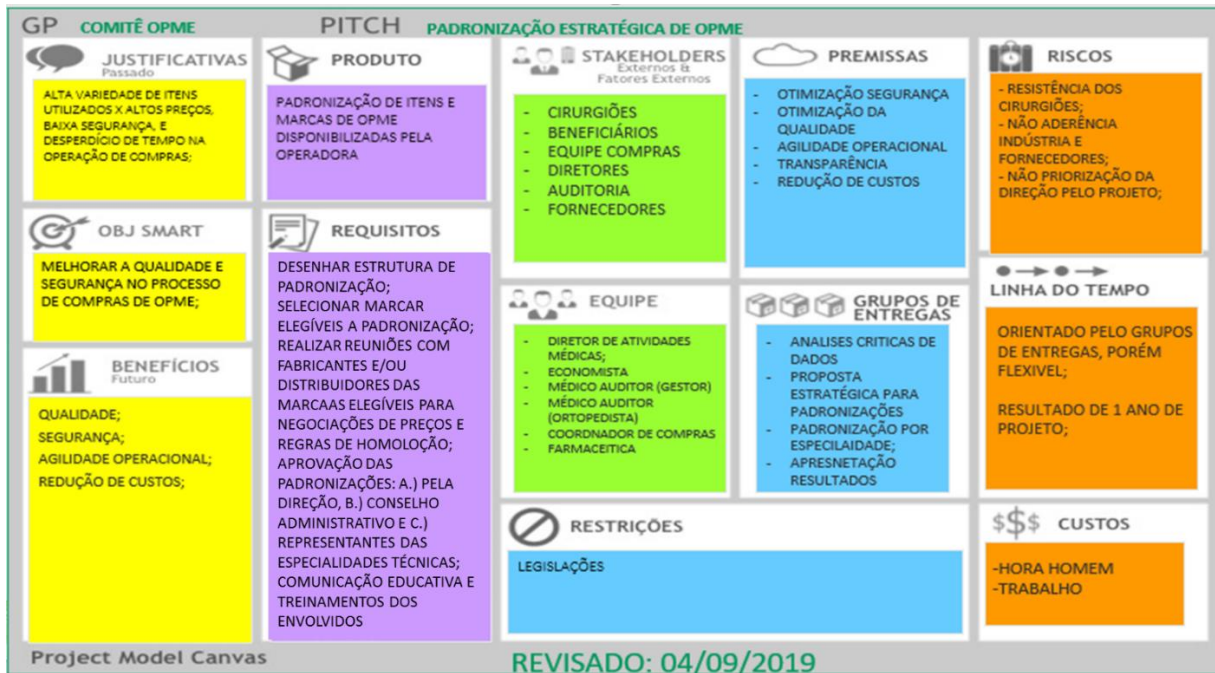 GP COMITÊ OPME PITCH PADRONIZAÇÃO ESTRATÉGICA DE OPME
JUSTIFICATIVAS
Passado
ALTA VARIEDADE DE ITENS
UTILIZADOS X ALTOS PREÇOS,
BAIXA SEGURANÇA, E
DESPERDÍCIO DE TEMPO NA
OPERAÇÃO DE COMPRAS;
OBJ SMART
MELHORAR A QUALIDADE E
SEGURANÇA NO PROCESSO
DE COMPRAS DE OPME;
BENEFÍCIOS
Futuro
QUALIDADE;
SEGURANÇA;
AGILIDADE OPERACIONAL;
REDUÇÃO DE CUSTOS;
PRODUTO
PADRONIZAÇÃO DE ITENS E
MARCAS DE OPME
DISPONIBILIZADAS PELA
OPERADORA
REQUISITOS
DESENHAR ESTRUTURA DE
PADRONIZAÇÃO;
SELECIONAR MARCAR
ELEGÍVEIS A PADRONIZAÇÃO;
REALIZAR REUNIÕES COM
FABRICANTES E/OU
DISTRIBUIDORES DAS
MARCAAS ELEGÍVEIS PARA
NEGOCIAÇÕES DE PREÇOS E
REGRAS DE HOMOLOÇÃO;
APROVAÇÃO DAS
PADRONIZAÇÕES: A.) PELA
DIREÇÃO, B.) CONSELHO
ADMINISTRATIVO E C.)
REPRESENTANTES DAS
ESPECIALIDADES TÉCNICAS;
COMUNICAÇÃO EDUCATIVA E
TREINAMENTOS DOS
ENVOLVIDOS
STAKEHOLDERS
Externos &
Fatores Externos
- CIRURGIÕES
- BENEFICIÁRIOS
- EQUIPE COMPRAS
- DIRETORES
- AUDITORIA
- FORNECEDORES
EQUIPE
- DIRETOR DE ATIVIDADES
MÉDICAS;
- ECONOMISTA
- MÉDICO AUDITOR (GESTOR)
- MÉDICO AUDITOR
(ORTOPEDISTA)
- COORDNADOR DE COMPRAS
- FARMACEITICA
PREMISSAS
- OTIMIZAÇÃO SEGURANÇA
- OTIMIZAÇÃO DA
QUALIDADE
- AGILIDADE OPERACIONAL
- TRANSPARÊNCIA
- REDUÇÃO DE CUSTOS
GRUPOS DE
ENTREGAS
- ANALISES CRITICAS DE
DADOS
- PROPOSTA
ESTRATÉGICA PARA
PADRONIZAÇÕES
- PADRONIZAÇÃO POR
ESPECILAIDADE;
- APRESNETAÇÃO
RESULTADOS
RESTRIÇÕES
LEGISLAÇÕES
RISCOS
- RESISTÊNCIA DOS
CIRURGIÕES;
- NÃO ADERÊNCIA
INDÚSTRIA E
FORNECEDORES;
- NÃO PRIORIZAÇÃO DA
DIREÇÃO PELO PROJETO;
LINHA DO TEMPO
ORIENTADO PELO GRUPOS
DE ENTREGAS, PORÉM
FLEXIVEL;
RESULTADO DE 1 ANO DE
PROJETO;
$$$ CUSTOS
-HORA HOMEM
-TRABALHO
Project Model Canvas REVISADO: 04/09/2019